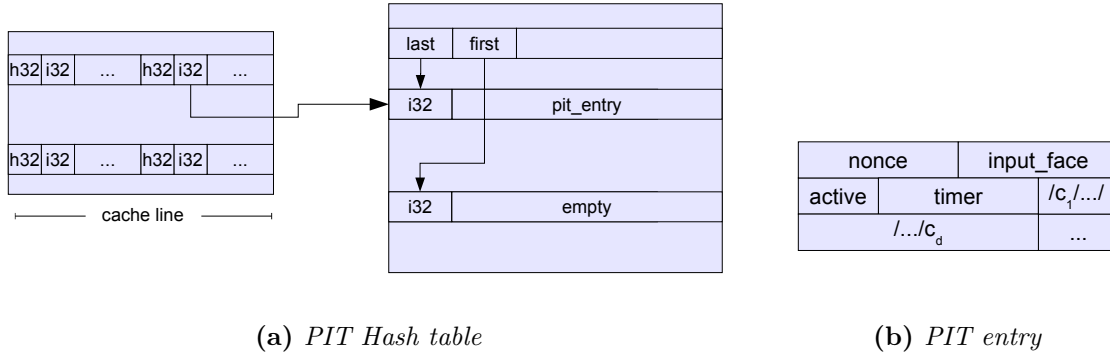 last first
h32 i32 ... h32 i32 ...
i32 pit_entry
h32 i32 ... h32 i32 ...
cache line
i32 empty
nonce input_face
active timer /c1/.../
/.../cd ...
(a) PIT Hash table
(b) PIT entry